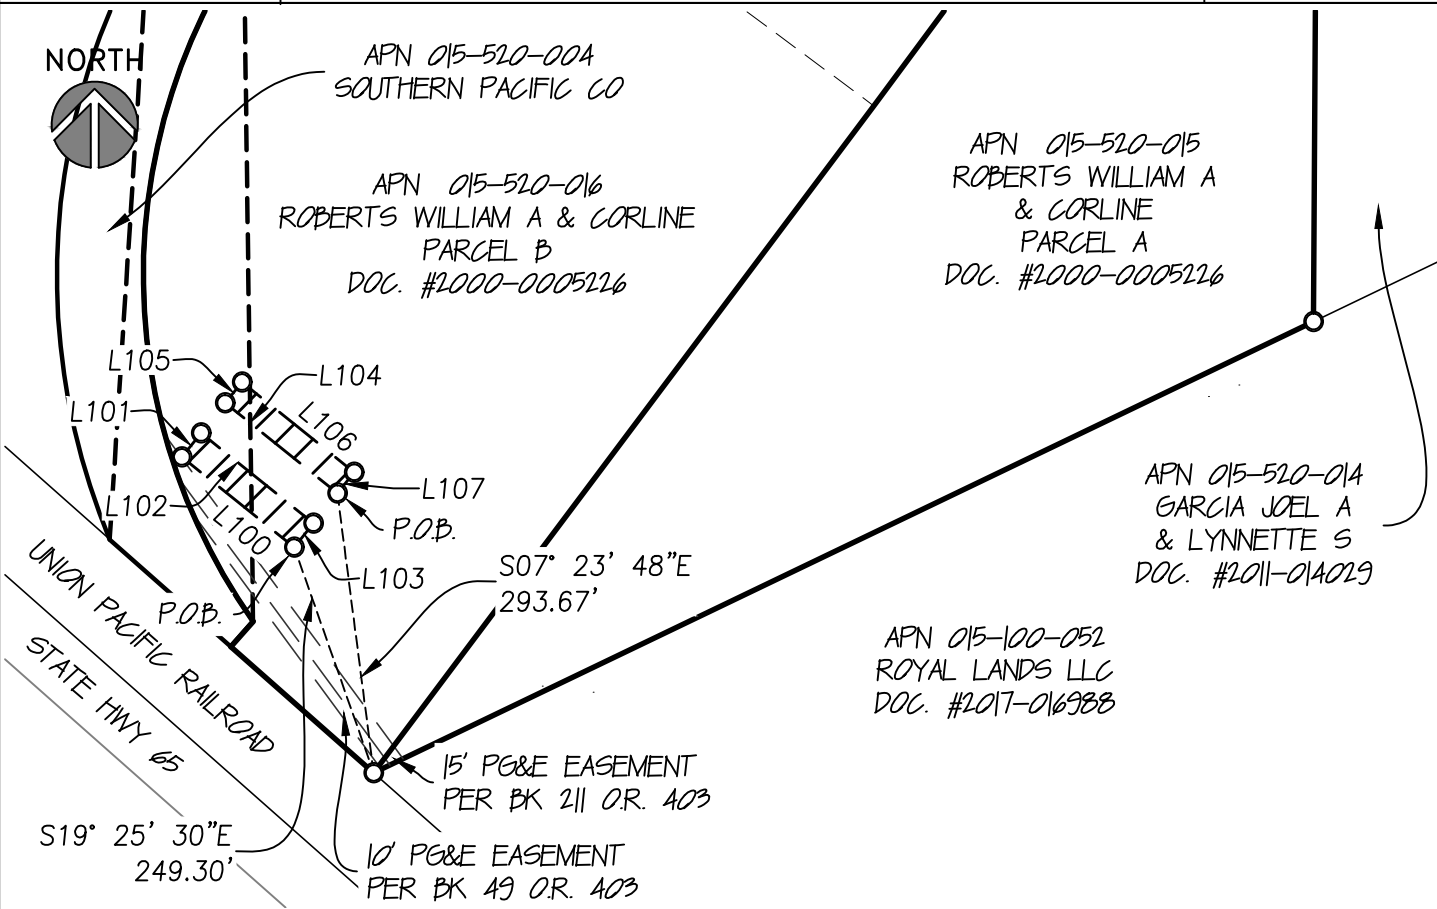 NORTH
APN 015-520-004
SOUTHERN PACIFIC CO
APN 015-520-016
ROBERTS WILLIAM A & CORLINE
PARCEL B
DOC. #2000-0005226
APN 015-520-015
ROBERTS WILLIAM A
& CORLINE
PARCEL A
DOC. #2000-0005226
L105
L104
L101
L106
L107
L102
L100
P.O.B.
L103
P.O.B.
S07° 23' 48"E
293.67'
APN 015-520-014
GARCIA JOEL A
& LYNNETTE S
DOC. #2011-014029
APN 015-100-052
ROYAL LANDS LLC
DOC. #2017-016988
UNION PACIFIC RAILROAD
STATE HWY 65
15' PG&E EASEMENT
PER BK 211 O.R. 403
S19° 25' 30"E
249.30'
10' PG&E EASEMENT
PER BK 49 O.R. 403